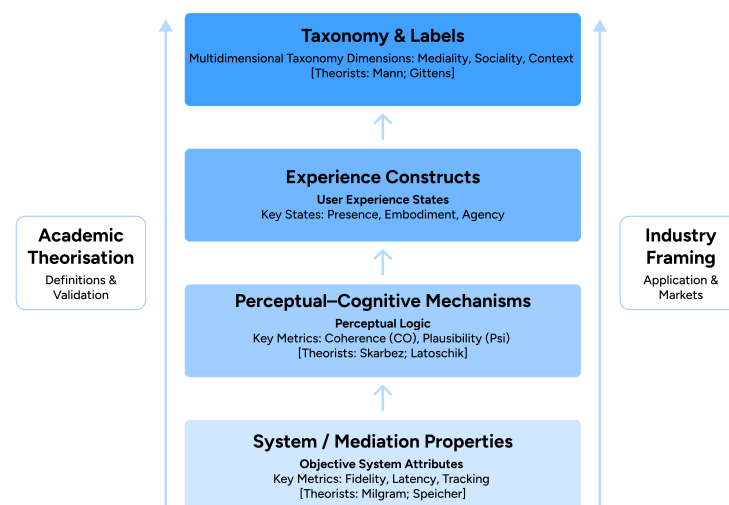 Taxonomy & Labels
Multidimensional Taxonomy Dimensions: Mediality, Sociality, Context
[Theorists: Mann; Gittens]
Experience Constructs
User Experience States
Key States: Presence, Embodiment, Agency
Academic
Theorisation
Definitions &
Validation
Industry
Framing
Application &
Markets
Perceptual–Cognitive Mechanisms
Perceptual Logic
Key Metrics: Coherence (CO), Plausibility (Psi)
[Theorists: Skarbez; Latoschik]
System / Mediation Properties
Objective System Attributes
Key Metrics: Fidelity, Latency, Tracking
[Theorists: Milgram; Speicher]